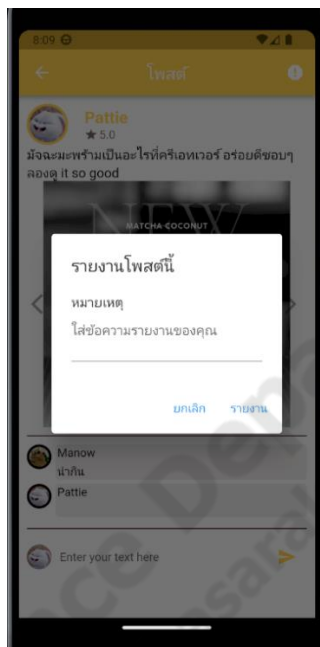 8:09
โพสต์
Pattie
★ 5.0
มัจฉะมะพร้ามเป็นอะไรที่ครีเอทเวอร์ อร่อยดีชอบๆ
ลองดู it so good
NEW
MATCHA COCONUT
รายงานโพสต์นี้
หมายเหตุ
ใส่ข้อความรายงานของคุณ
ยกเลิก รายงาน
Manow
น่ากิน
Pattie
Enter your text here